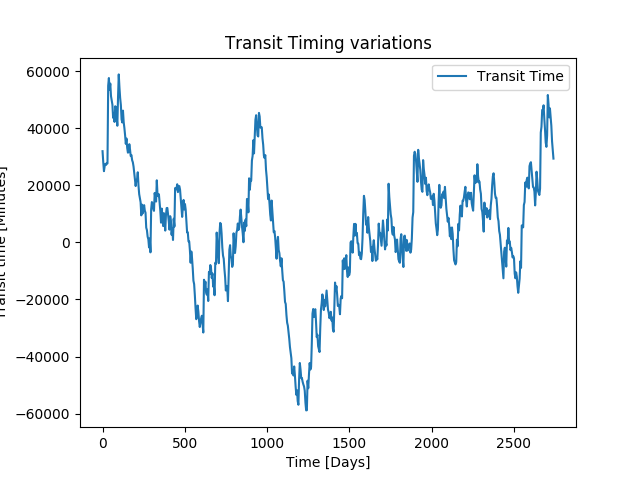 Transit Timing variations
Transit Time
60000
40000
20000
0
−20000
−40000
−60000
Transit time [Minutes]
0 500 1000 1500 2000 2500
Time [Days]